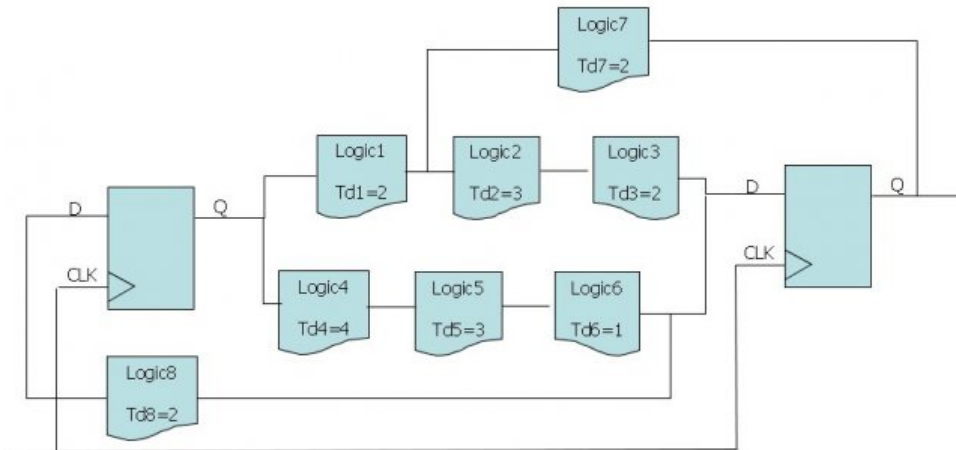 Logic7
Td7=2
Logic1
Td1=2
Logic2
Td2=3
Logic3
Td3=2
D
Q
CLK
D
Q
CLK
Logic4
Td4=4
Logic5
Td5=3
Logic6
Td6=1
Logic8
Td8=2